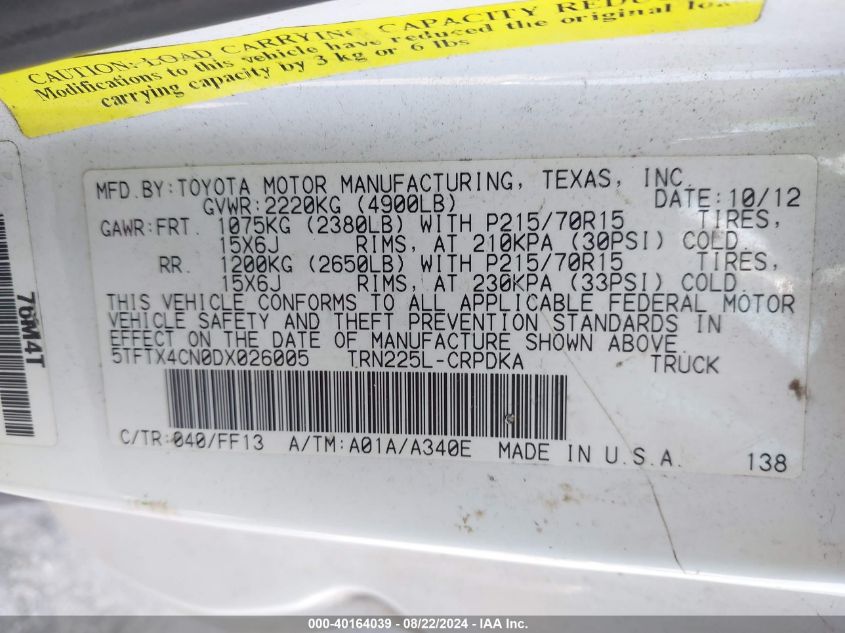 CAUTION: LOAD CARRYING CAPACITY REDUCED
Modifications to this vehicle have reduced the original load
carrying capacity by 3 kg or 6 lbs
MFD.BY:TOYOTA MOTOR MANUFACTURING, TEXAS, INC.
GVWR:2220KG (4900LB) DATE:10/12
GAWR:FRT. 1075KG (2380LB) WITH P215/70R15 TIRES,
15X6J RIMS, AT 210KPA (30PSI) COLD.
RR. 1200KG (2650LB) WITH P215/70R15 TIRES,
15X6J RIMS, AT 230KPA (33PSI) COLD.
THIS VEHICLE CONFORMS TO ALL APPLICABLE FEDERAL MOTOR
VEHICLE SAFETY AND THEFT PREVENTION STANDARDS IN
EFFECT ON THE DATE OF MANUFACTURE SHOWN ABOVE.
5TFTX4CN0DX026005 TRN225L-CRPDKA TRUCK
C/TR:040/FF13 A/TM:A01A/A340E MADE IN U.S.A. 138
76M4T
000-40164039 - 08/22/2024 - IAA Inc.